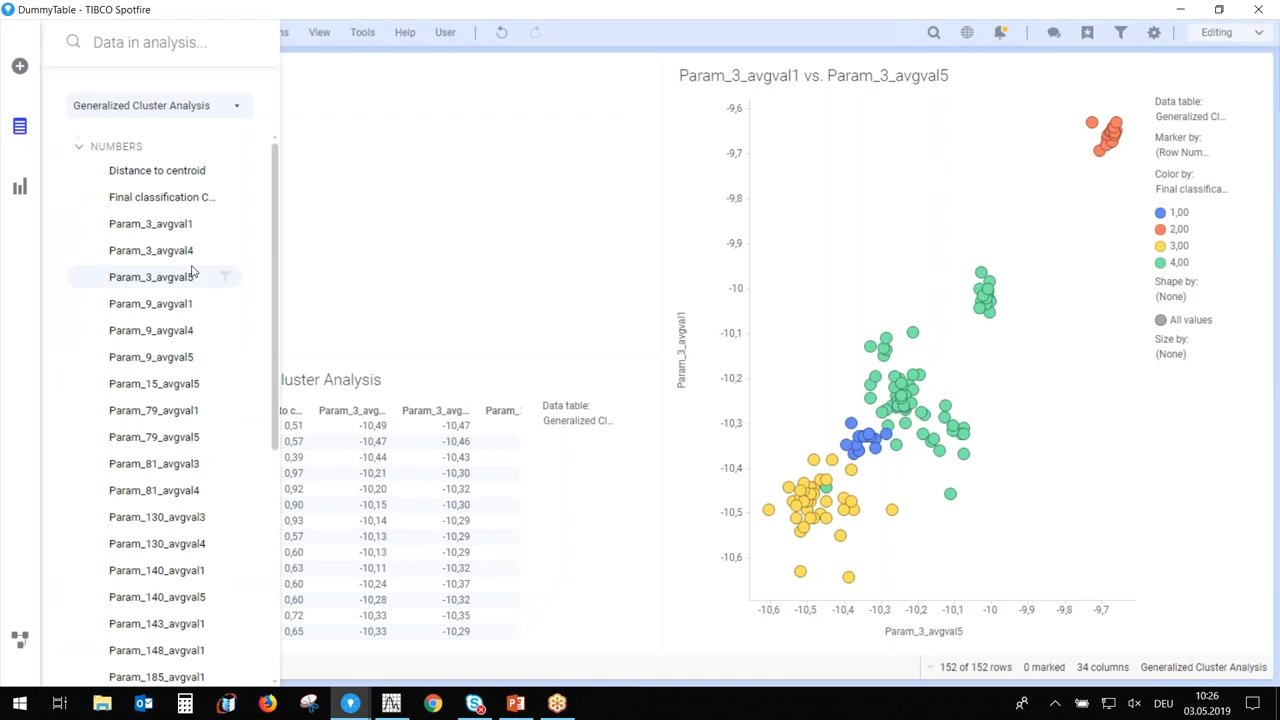 DummyTable - TIBCO Spotfire
Data in analysis...
ns View Tools Help User
Editing
Generalized Cluster Analysis
NUMBERS
Distance to centroid
Final classification C...
Param_3_avgval1
Param_3_avgval4
Param_3_avgval5
Param_9_avgval1
Param_9_avgval4
Param_9_avgval5
Param_15_avgval5
Param_79_avgval1
Param_79_avgval5
Param_81_avgval3
Param_81_avgval4
Param_130_avgval3
Param_130_avgval4
Param_140_avgval1
Param_140_avgval5
Param_143_avgval1
Param_148_avgval1
Param_185_avgval1
luster Analysis
to c... Param_3_avg... Param_3_avg... Param_
0,51 -10,49 -10,47
0,57 -10,47 -10,46
0,39 -10,44 -10,43
0,97 -10,21 -10,30
0,92 -10,20 -10,32
0,90 -10,15 -10,30
0,93 -10,14 -10,29
0,57 -10,13 -10,29
0,60 -10,13 -10,29
0,63 -10,11 -10,32
0,60 -10,24 -10,37
0,60 -10,28 -10,32
0,72 -10,33 -10,35
0,65 -10,33 -10,29
Data table:
Generalized Cl...
Param_3_avgval1 vs. Param_3_avgval5
-9,6
-9,7
-9,8
-9,9
-10
-10,1
-10,2
-10,3
-10,4
-10,5
-10,6
Param_3_avgval1
-10,6 -10,5 -10,4 -10,3 -10,2 -10,1 -10 -9,9 -9,8 -9,7
Param_3_avgval5
Data table:
Generalized Cl...
Marker by:
(Row Num...
Color by:
Final classifica...
1,00
2,00
3,00
4,00
Shape by:
(None)
All values
Size by:
(None)
152 of 152 rows 0 marked 34 columns Generalized Cluster Analysis
DEU
10:26
03.05.2019